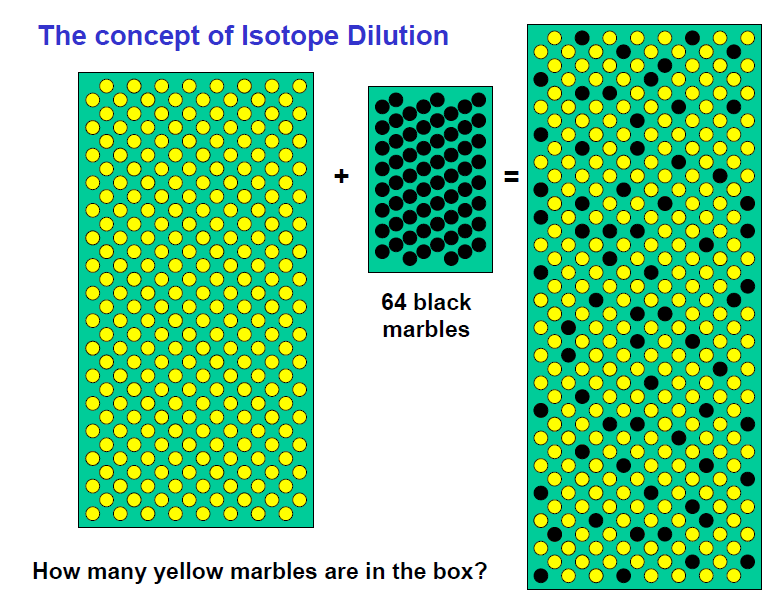 The concept of Isotope Dilution
+
=
64 black
marbles
How many yellow marbles are in the box?